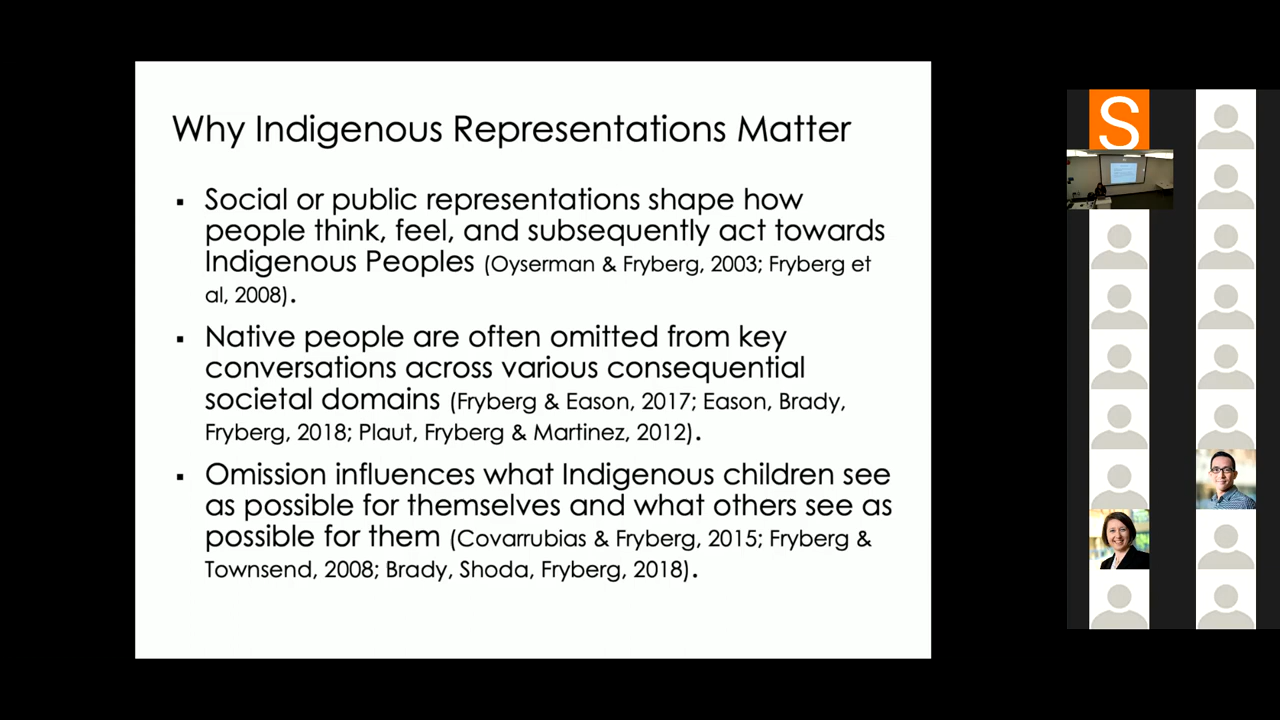 Why Indigenous Representations Matter
▪ Social or public representations shape how
people think, feel, and subsequently act towards
Indigenous Peoples (Oyserman & Fryberg, 2003; Fryberg et
al, 2008).
▪ Native people are often omitted from key
conversations across various consequential
societal domains (Fryberg & Eason, 2017; Eason, Brady,
Fryberg, 2018; Plaut, Fryberg & Martinez, 2012).
▪ Omission influences what Indigenous children see
as possible for themselves and what others see as
possible for them (Covarrubias & Fryberg, 2015; Fryberg &
Townsend, 2008; Brady, Shoda, Fryberg, 2018).
S